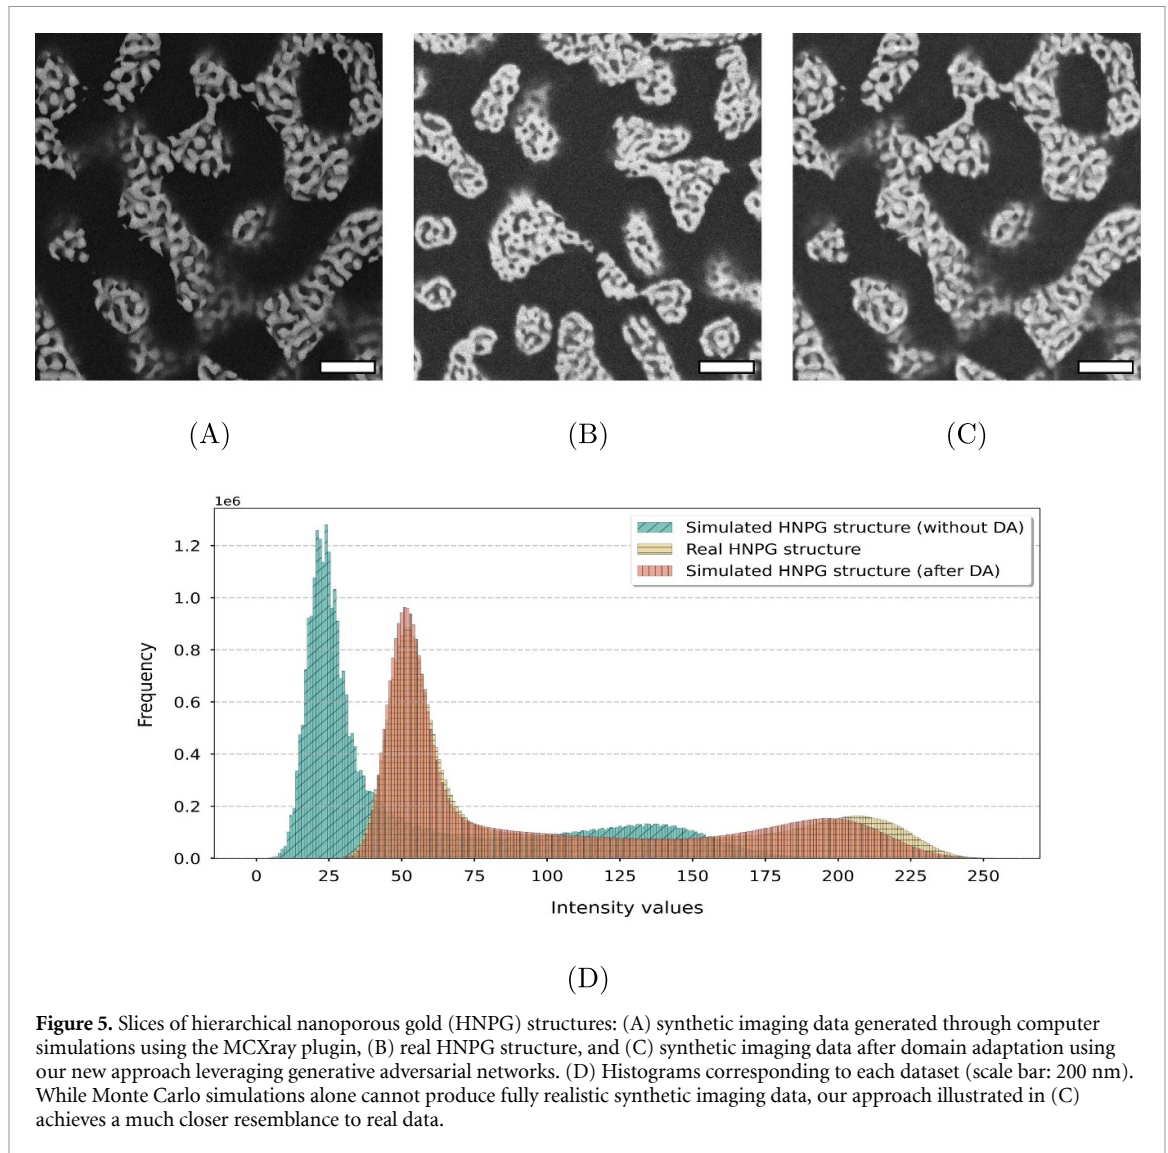 (A)
(B)
(C)
1e6
Simulated HNPG structure (without DA)
Real HNPG structure
Simulated HNPG structure (after DA)
1.2
1.0
0.8
0.6
0.4
0.2
0.0
Frequency
0 25 50 75 100 125 150 175 200 225 250
Intensity values
(D)
Figure 5. Slices of hierarchical nanoporous gold (HNPG) structures: (A) synthetic imaging data generated through computer
simulations using the MCXray plugin, (B) real HNPG structure, and (C) synthetic imaging data after domain adaptation using
our new approach leveraging generative adversarial networks. (D) Histograms corresponding to each dataset (scale bar: 200 nm).
While Monte Carlo simulations alone cannot produce fully realistic synthetic imaging data, our approach illustrated in (C)
achieves a much closer resemblance to real data.